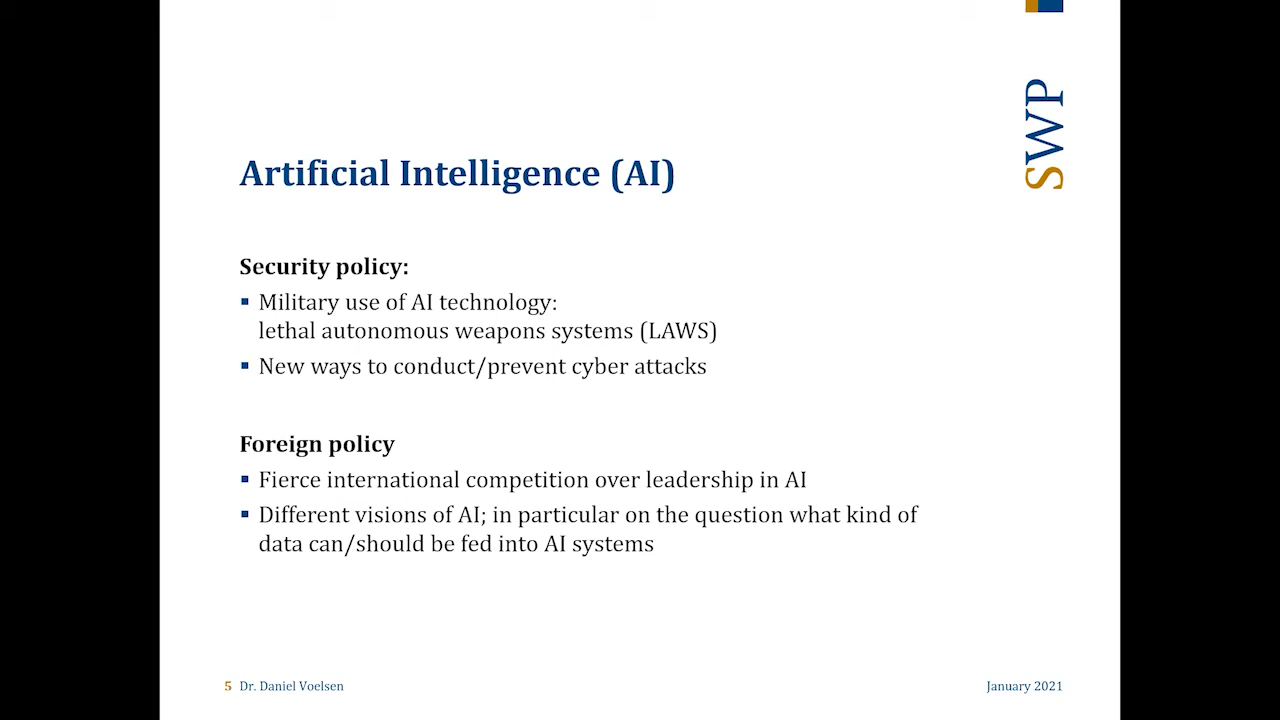 SWP
Artificial Intelligence (AI)
Security policy:
▪ Military use of AI technology:
lethal autonomous weapons systems (LAWS)
▪ New ways to conduct/prevent cyber attacks
Foreign policy
▪ Fierce international competition over leadership in AI
▪ Different visions of AI; in particular on the question what kind of
data can/should be fed into AI systems
5 Dr. Daniel Voelsen
January 2021